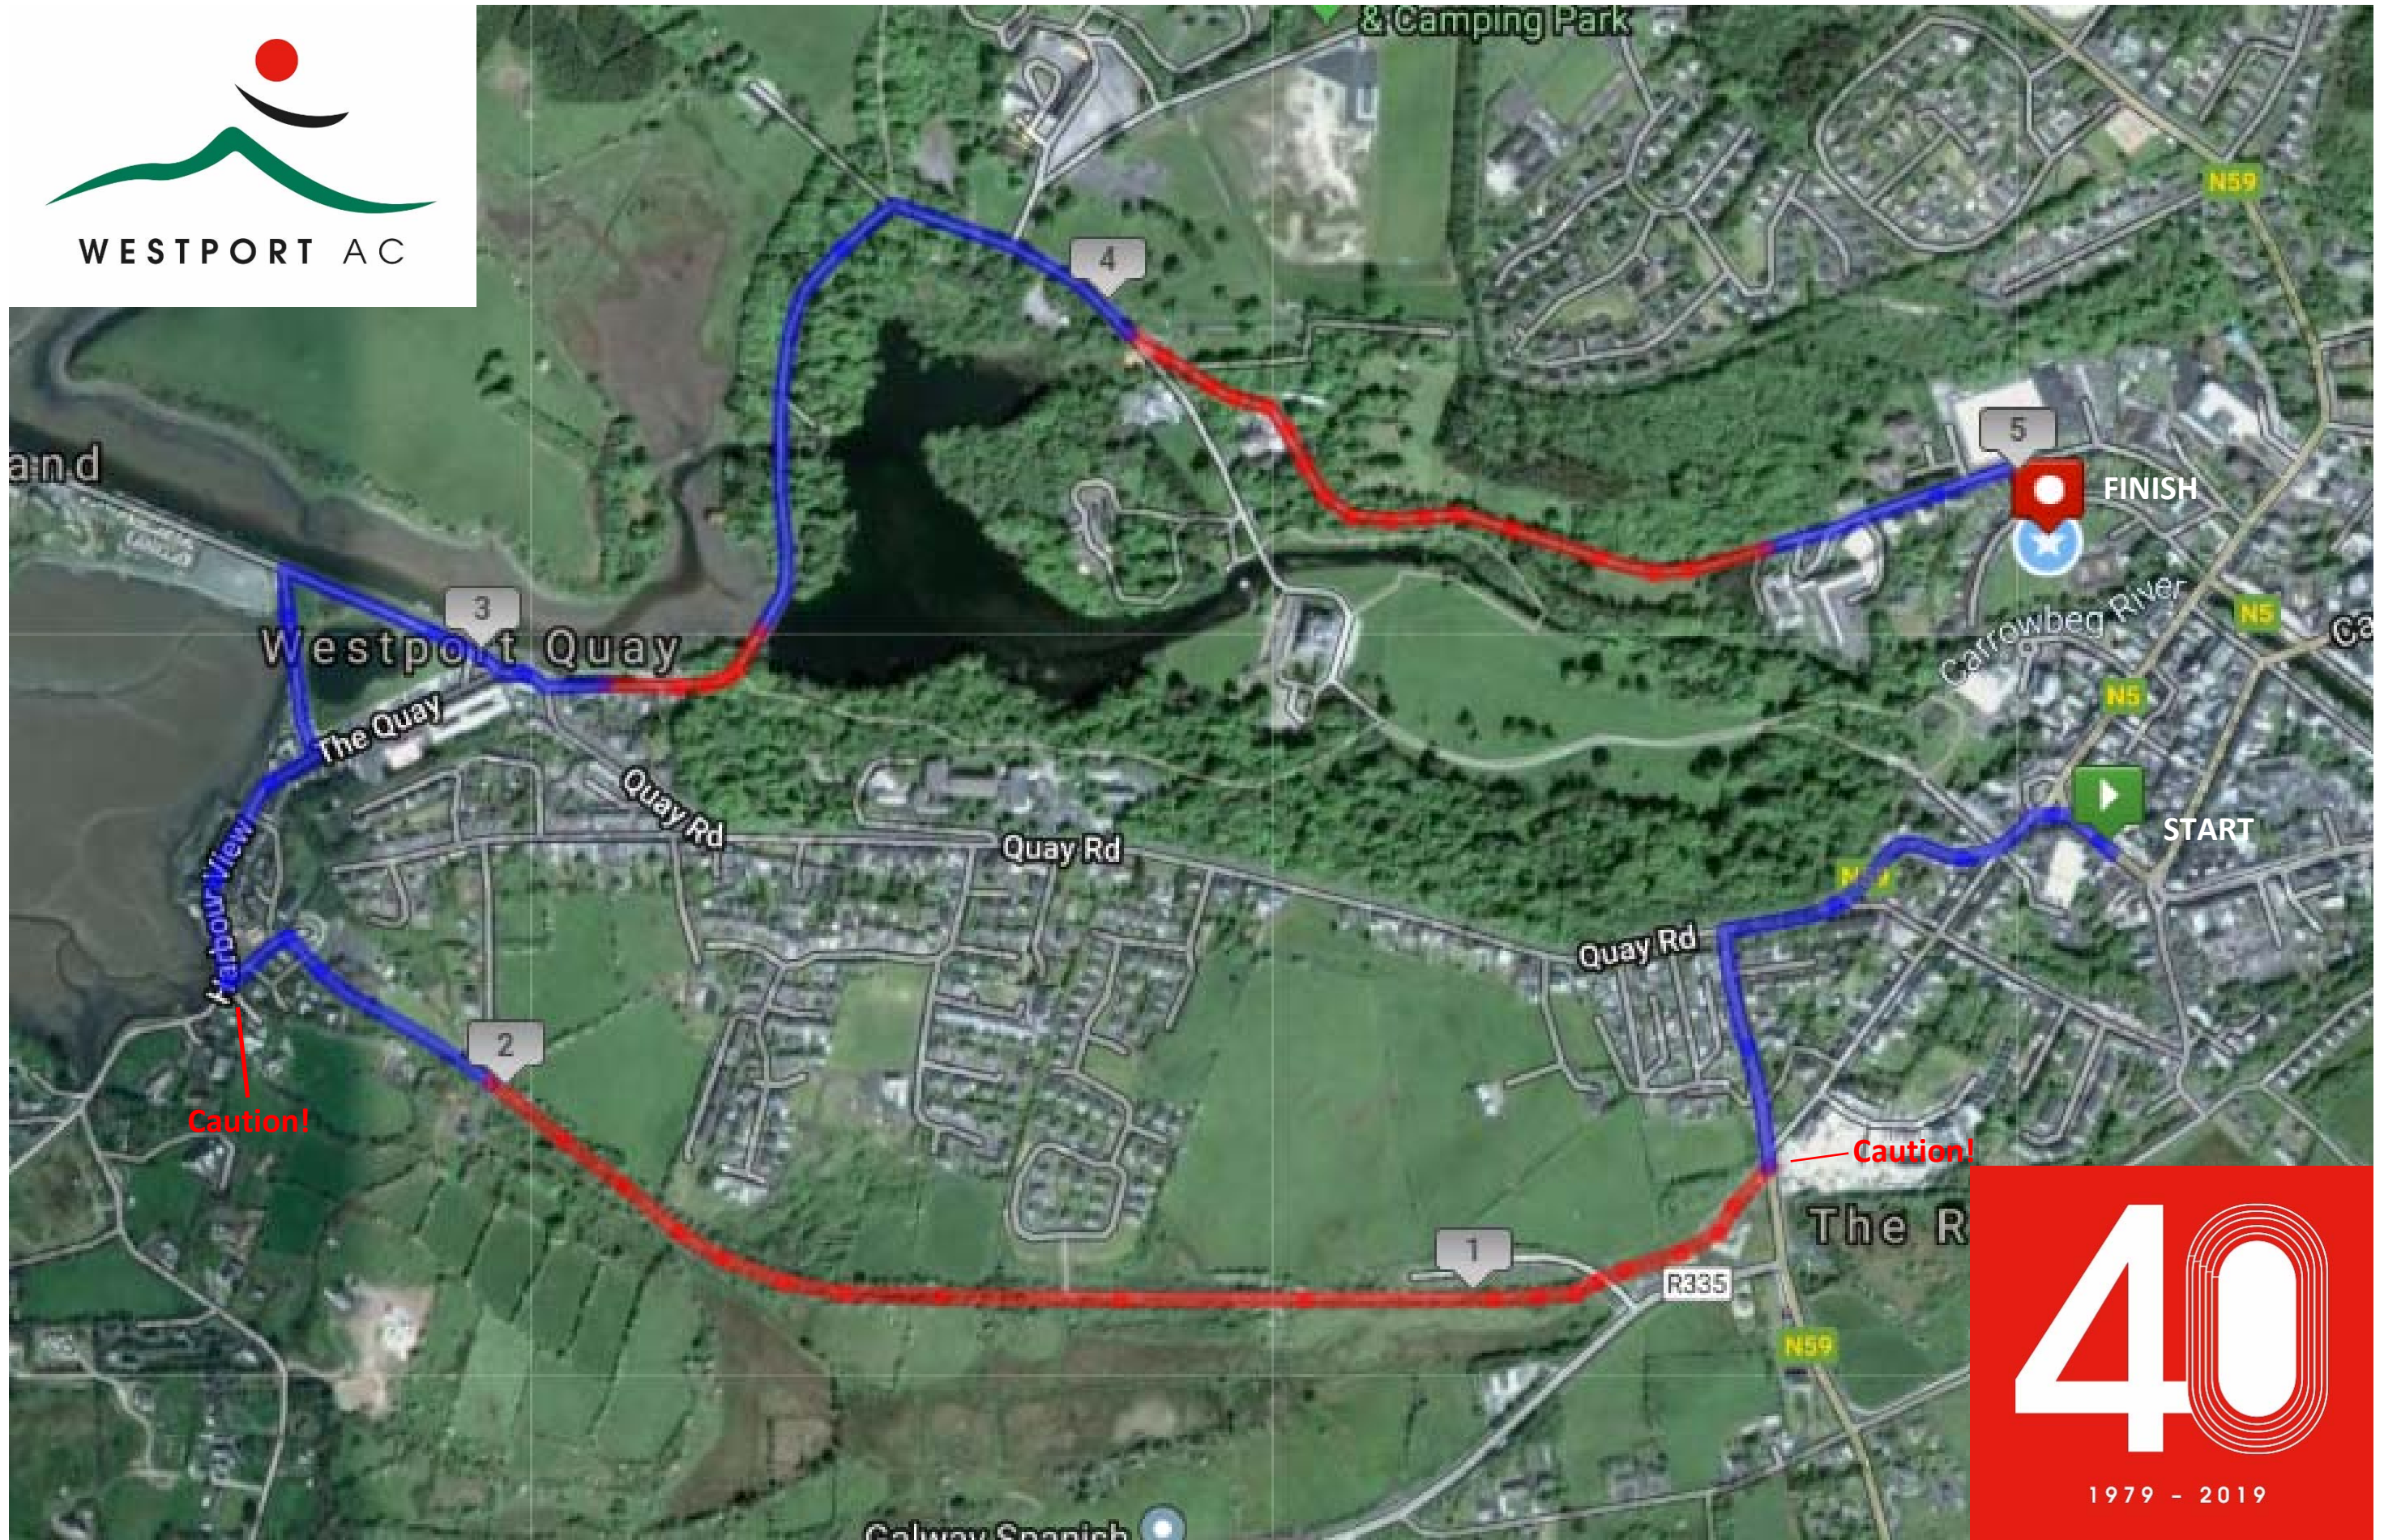 & Camping Park
WESTPORT AC
N59
4
5
FINISH
and
3
Westport Quay
Carrowbeg River
N5
Ca
N5
The Quay
Quay Rd
START
Harbour View
Quay Rd
Quay Rd
2
Caution!
Caution!
The R
1
R335
N59
40
1979 - 2019
Galway Spanish